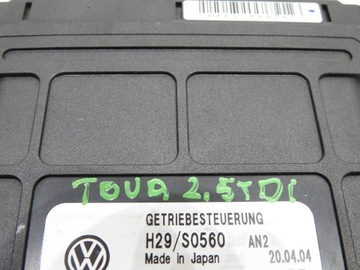 TOUA 2,5TDI
GETRIEBESTEUERUNG
H29/S0560 AN2
Made in Japan 20.04.04